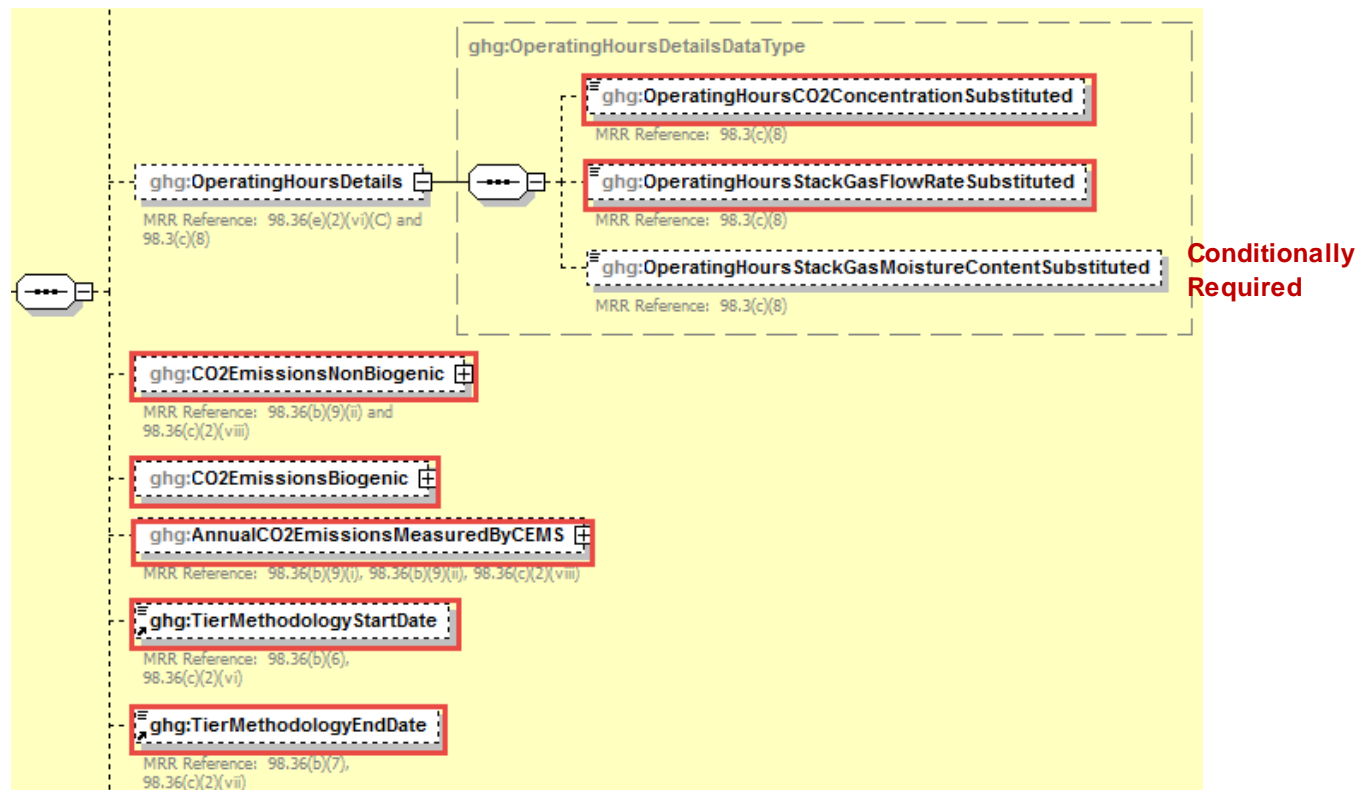 ghg:OperatingHoursDetailsDataType
ghg:OperatingHoursCO2ConcentrationSubstituted
MRR Reference: 98.3(c)(8)
ghg:OperatingHoursDetails
MRR Reference: 98.36(e)(2)(vi)(C) and
98.3(c)(8)
ghg:OperatingHoursStackGasFlowRateSubstituted
MRR Reference: 98.3(c)(8)
ghg:OperatingHoursStackGasMoistureContentSubstituted
MRR Reference: 98.3(c)(8)
Conditionally
Required
ghg:CO2EmissionsNonBiogenic
MRR Reference: 98.36(b)(9)(ii) and
98.36(c)(2)(viii)
ghg:CO2EmissionsBiogenic
ghg:AnnualCO2EmissionsMeasuredByCEMS
MRR Reference: 98.36(b)(9)(i), 98.36(b)(9)(ii), 98.36(c)(2)(viii)
ghg:TierMethodologyStartDate
MRR Reference: 98.36(b)(6),
98.36(c)(2)(vi)
ghg:TierMethodologyEndDate
MRR Reference: 98.36(b)(7),
98.36(c)(2)(vii)